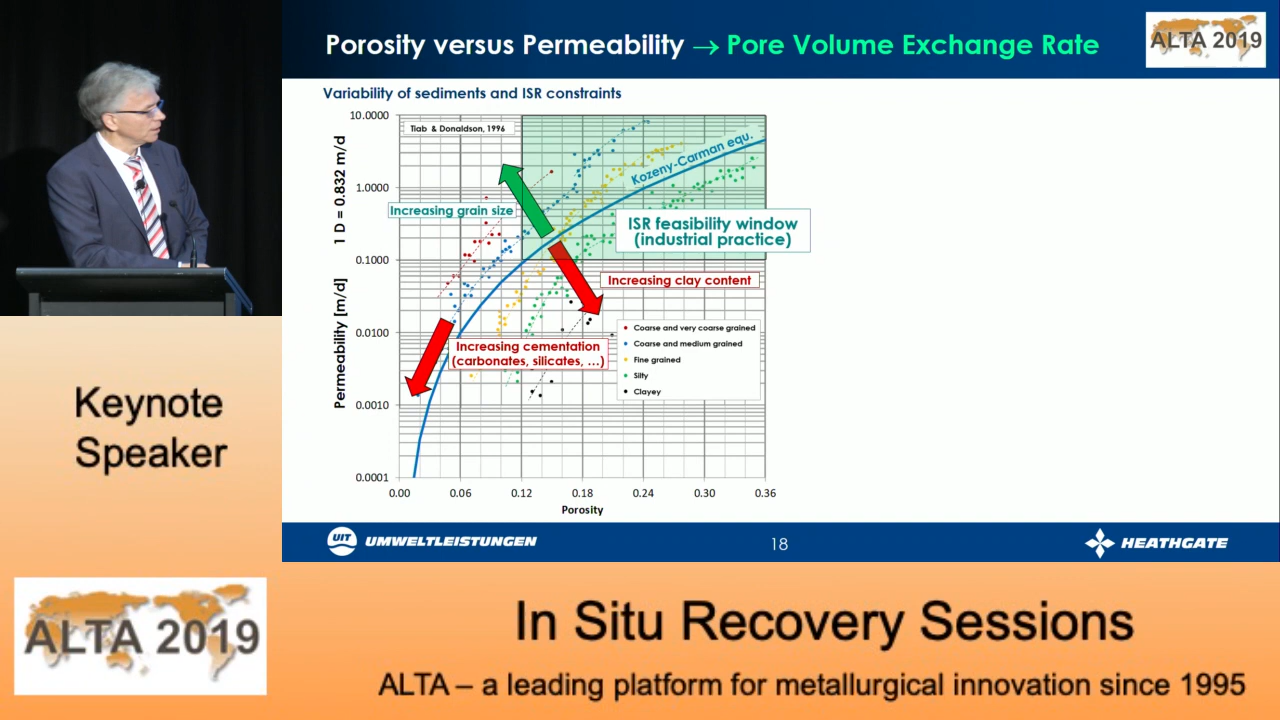 Porosity versus Permeability → Pore Volume Exchange Rate
ALTA 2019
Variability of sediments and ISR constraints
10.0000
1.0000
0.1000
0.0100
0.0010
0.0001
Permeability [m/d]
1 D = 0.832 m/d
Tiab & Donaldson, 1996
Kozeny-Carman equ.
Increasing grain size
ISR feasibility window
(industrial practice)
Increasing clay content
Increasing cementation
(carbonates, silicates, ...)
Coarse and very coarse grained
Coarse and medium grained
Fine grained
Silty
Clayey
0.00
0.06
0.12
0.18
0.24
0.30
0.36
Porosity
UIT
UMWELTLEISTUNGEN
18
HEATHGATE
Keynote
Speaker
ALTA 2019
In Situ Recovery Sessions
ALTA – a leading platform for metallurgical innovation since 1995